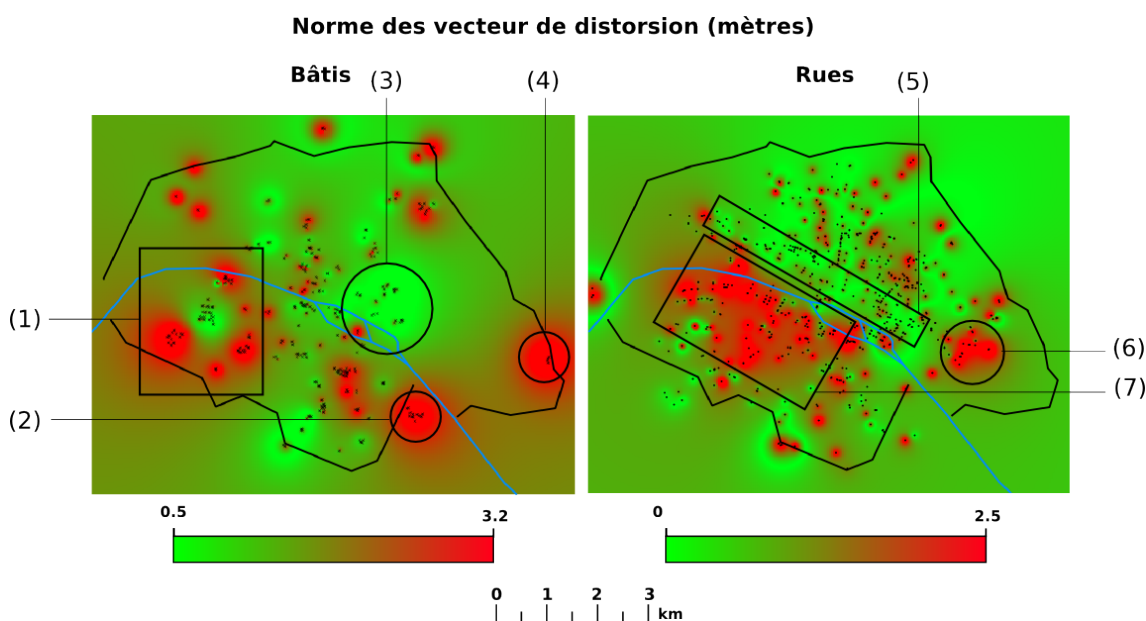 Norme des vecteur de distorsion (mètres)
Bâtis
(3)
(4)
Rues
(5)
(1)
(2)
(6)
(7)
0.5
3.2
0
2.5
0 1 2 3
km